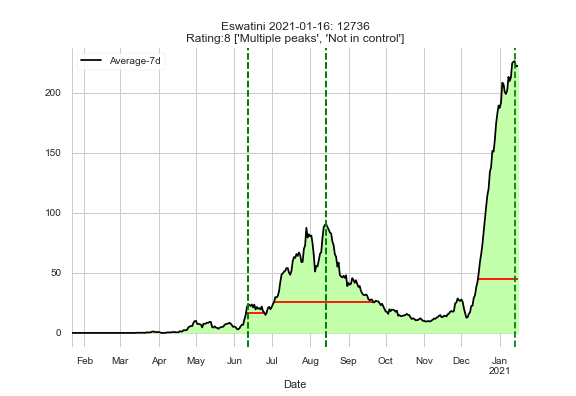 Eswatini 2021-01-16: 12736
Rating:8 ['Multiple peaks', 'Not in control']
Average-7d
200
150
100
50
0
Feb Mar Apr May Jun Jul Aug Sep Oct Nov Dec Jan
2021
Date